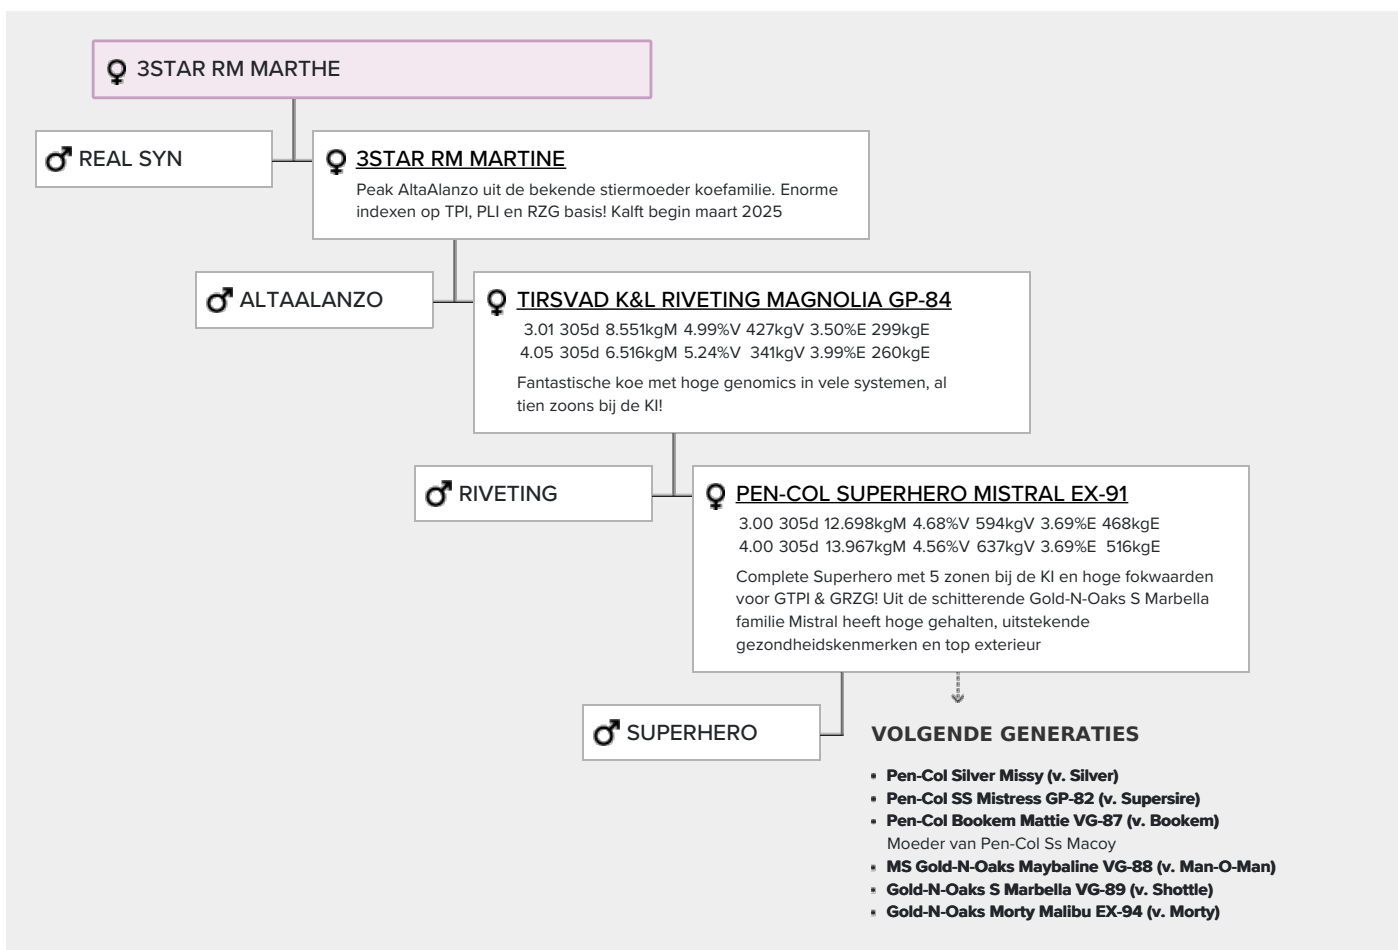 3STAR RM MARTHE
REAL SYN
3STAR RM MARTINE
Peak AltaAlanzo uit de bekende stiermoeder koefamilie. Enorme
indexen op TPI, PLI en RZG basis! Kalft begin maart 2025
ALTAALANZO
TIRSVAD K&L RIVETING MAGNOLIA GP-84
3.01 305d 8.551kgM 4.99%V 427kgV 3.50%E 299kgE
4.05 305d 6.516kgM 5.24%V 341kgV 3.99%E 260kgE
Fantastische koe met hoge genomics in vele systemen, al
tien zoons bij de KI!
RIVETING
PEN-COL SUPERHERO MISTRAL EX-91
3.00 305d 12.698kgM 4.68%V 594kgV 3.69%E 468kgE
4.00 305d 13.967kgM 4.56%V 637kgV 3.69%E 516kgE
Complete Superhero met 5 zonen bij de KI en hoge fokwaarden
voor GTPI & GRZG! Uit de schitterende Gold-N-Oaks S Marbella
familie Mistral heeft hoge gehalten, uitstekende
gezondheidskenmerken en top exterieur
SUPERHERO
VOLGENDE GENERATIES
Pen-Col Silver Missy (v. Silver)
Pen-Col SS Mistress GP-82 (v. Supersire)
Pen-Col Bookem Mattie VG-87 (v. Bookem)
Moeder van Pen-Col Ss Macoy
MS Gold-N-Oaks Maybaline VG-88 (v. Man-O-Man)
Gold-N-Oaks S Marbella VG-89 (v. Shottle)
Gold-N-Oaks Morty Malibu EX-94 (v. Morty)